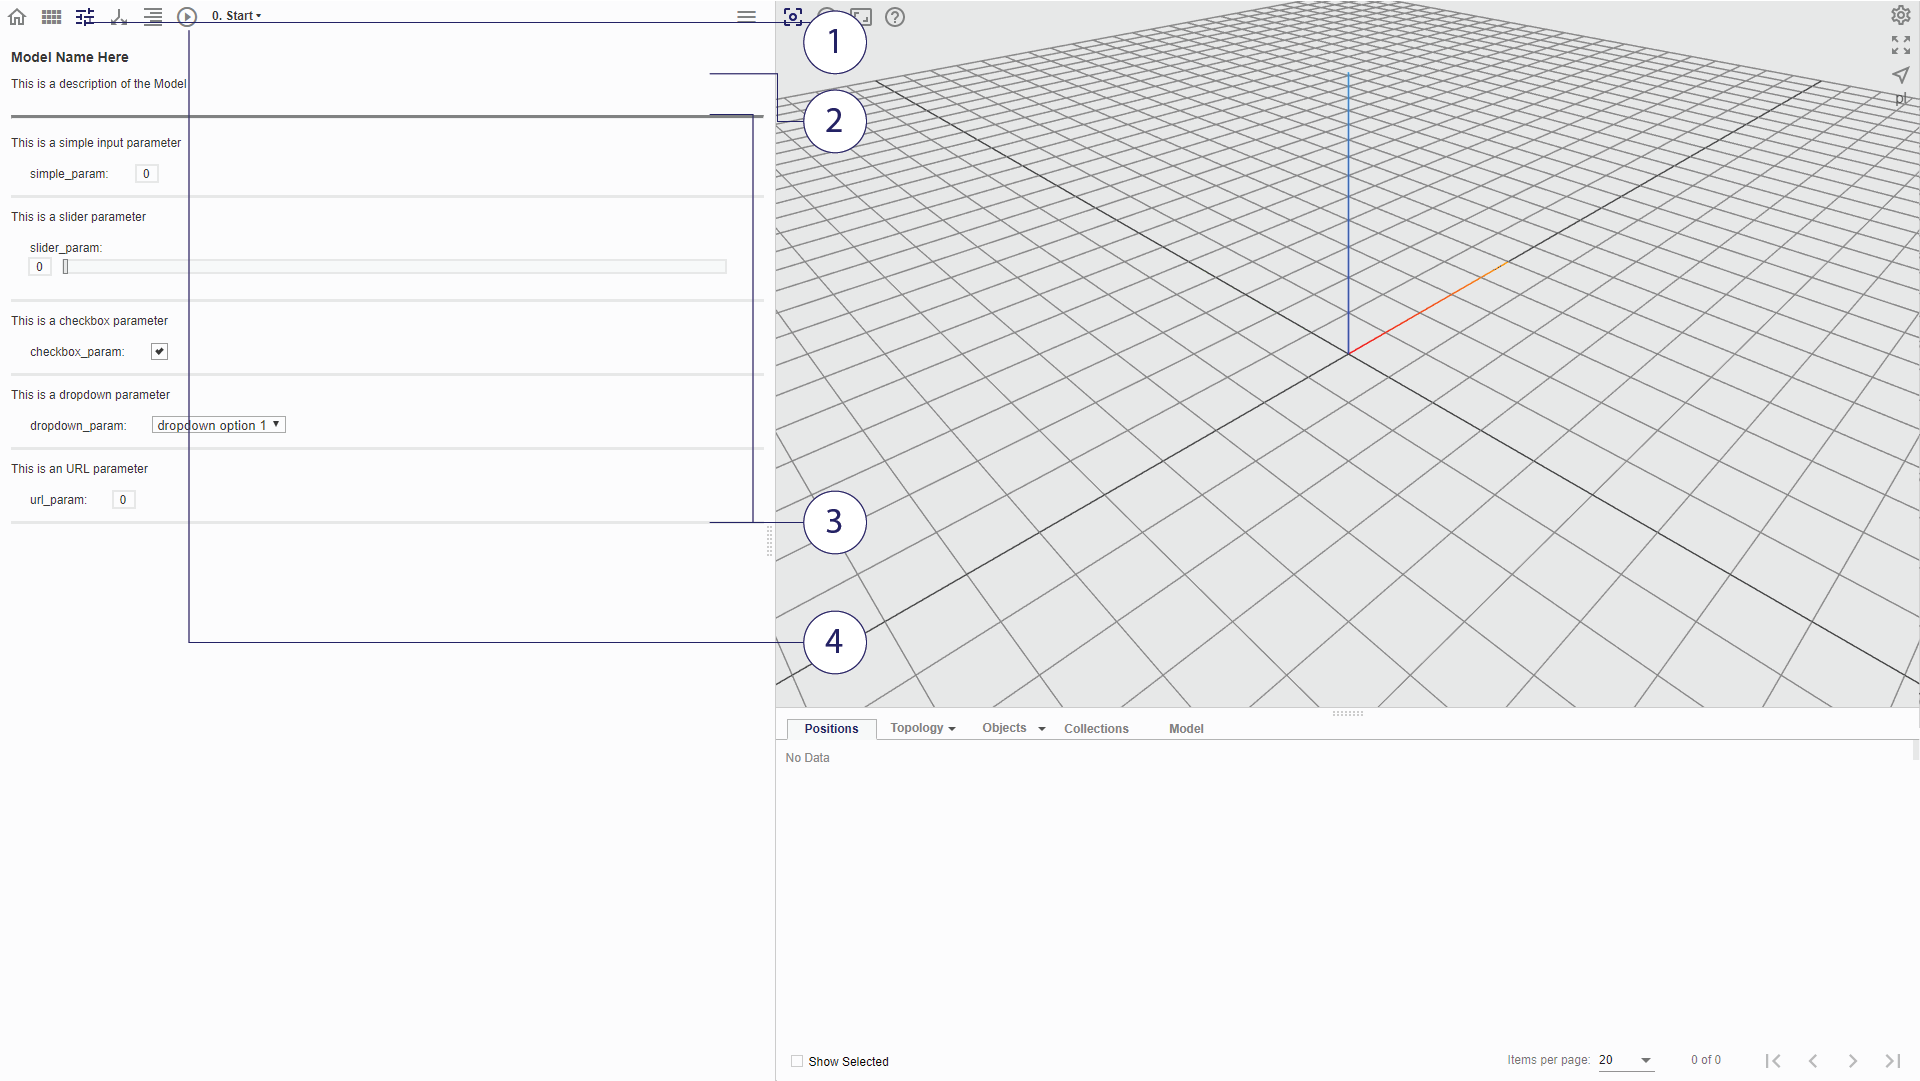 0. Start
Model Name Here
This is a description of the Model
This is a simple input parameter
simple_param: 0
This is a slider parameter
slider_param:
0
This is a checkbox parameter
checkbox_param:
This is a dropdown parameter
dropdown_param: dropdown option 1
This is an URL parameter
url_param: 0
1
2
3
4
Positions Topology Objects Collections Model
No Data
Show Selected
Items per page: 20 0 of 0